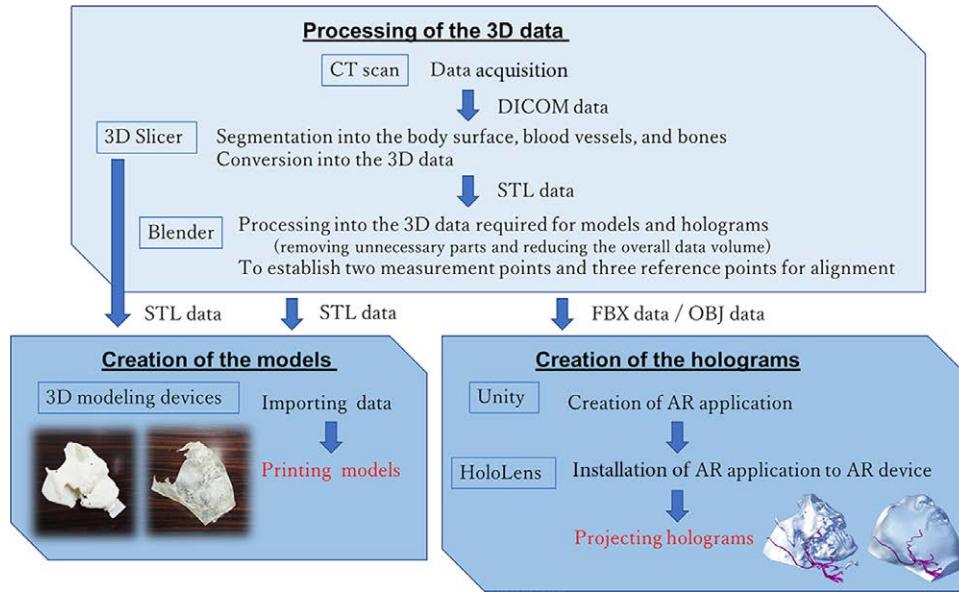 Processing of the 3D data
CT scan Data acquisition
DICOM data
3D Slicer Segmentation into the body surface, blood vessels, and bones
Conversion into the 3D data
STL data
Blender Processing into the 3D data required for models and holograms
(removing unnecessary parts and reducing the overall data volume)
To establish two measurement points and three reference points for alignment
STL data STL data FBX data / OBJ data
Creation of the models
3D modeling devices Importing data
Printing models
Creation of the holograms
Unity Creation of AR application
HoloLens Installation of AR application to AR device
Projecting holograms